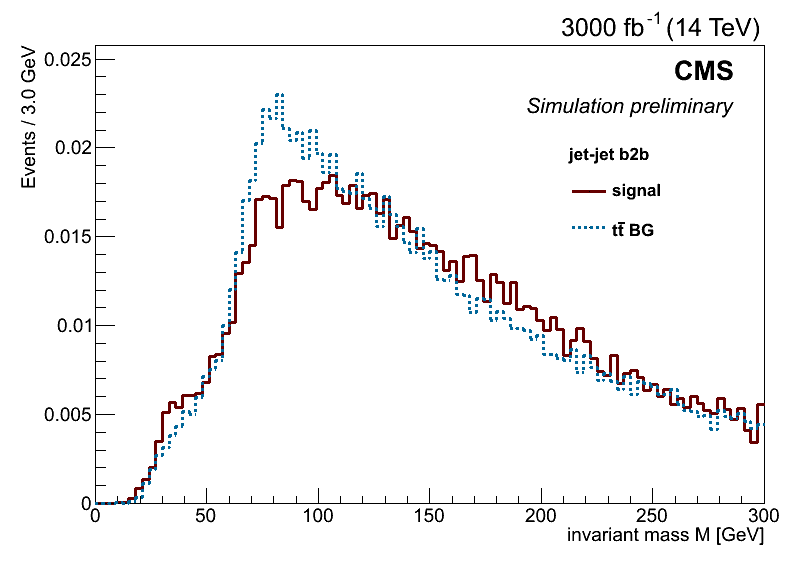 3000 fb⁻¹ (14 TeV)
Events / 3.0 GeV
0.025
0.02
0.015
0.01
0.005
0
CMS
Simulation preliminary
jet-jet b2b
signal
tt̄ BG
0 50 100 150 200 250 300
invariant mass M [GeV]